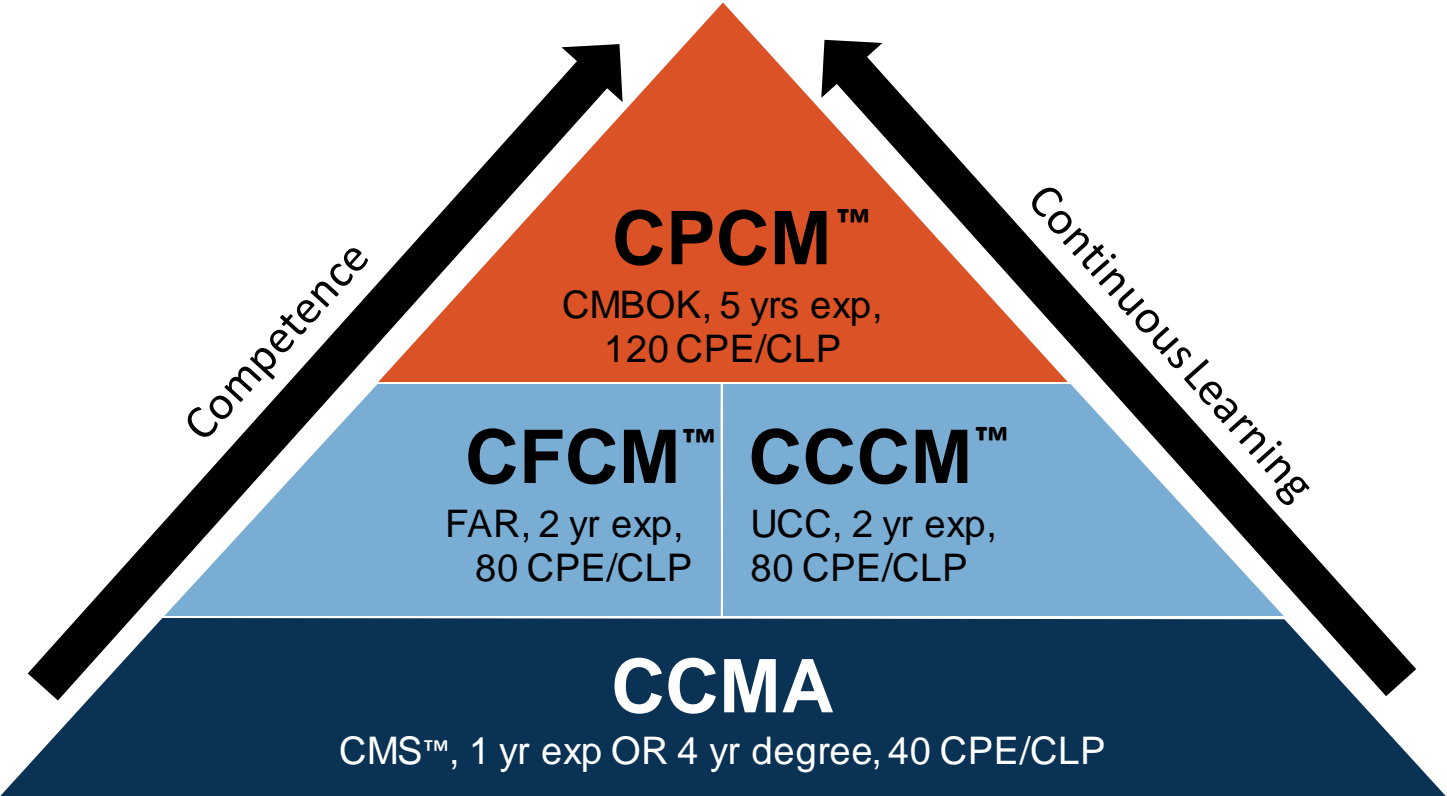 Competence
Continuous Learning
CPCM™
CMBOK, 5 yrs exp,
120 CPE/CLP
CFCM™
FAR, 2 yr exp,
80 CPE/CLP
CCCM™
UCC, 2 yr exp,
80 CPE/CLP
CCMA
CMS™, 1 yr exp OR 4 yr degree, 40 CPE/CLP